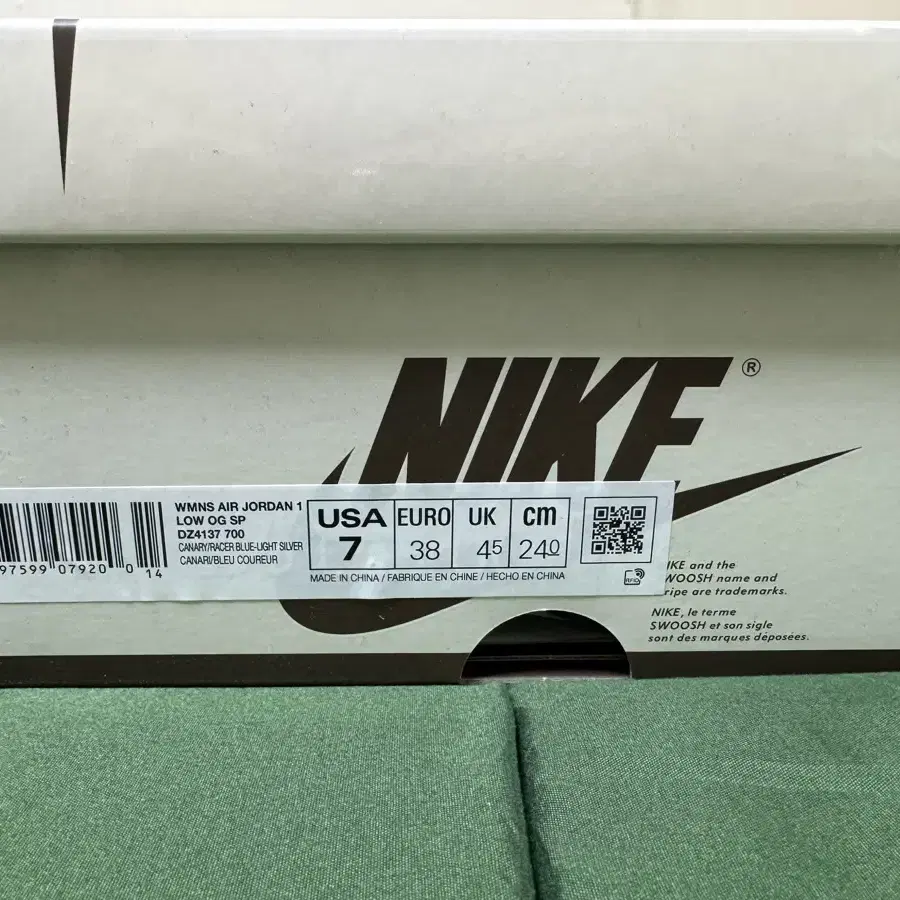 NIKE®
WMNS AIR JORDAN 1
LOW OG SP
DZ4137 700
CANARY/RACER BLUE-LIGHT SILVER
CANARI/BLEU COUREUR
97599 07920 0 14
USA EURO UK cm
7 38 45 240
MADE IN CHINA / FABRIQUE EN CHINE / HECHO EN CHINA
RFID
IKE and the
WOOSH name and
ripe are trademarks.
NIKE, le terme
SWOOSH et son sigle
sont des marques déposées.